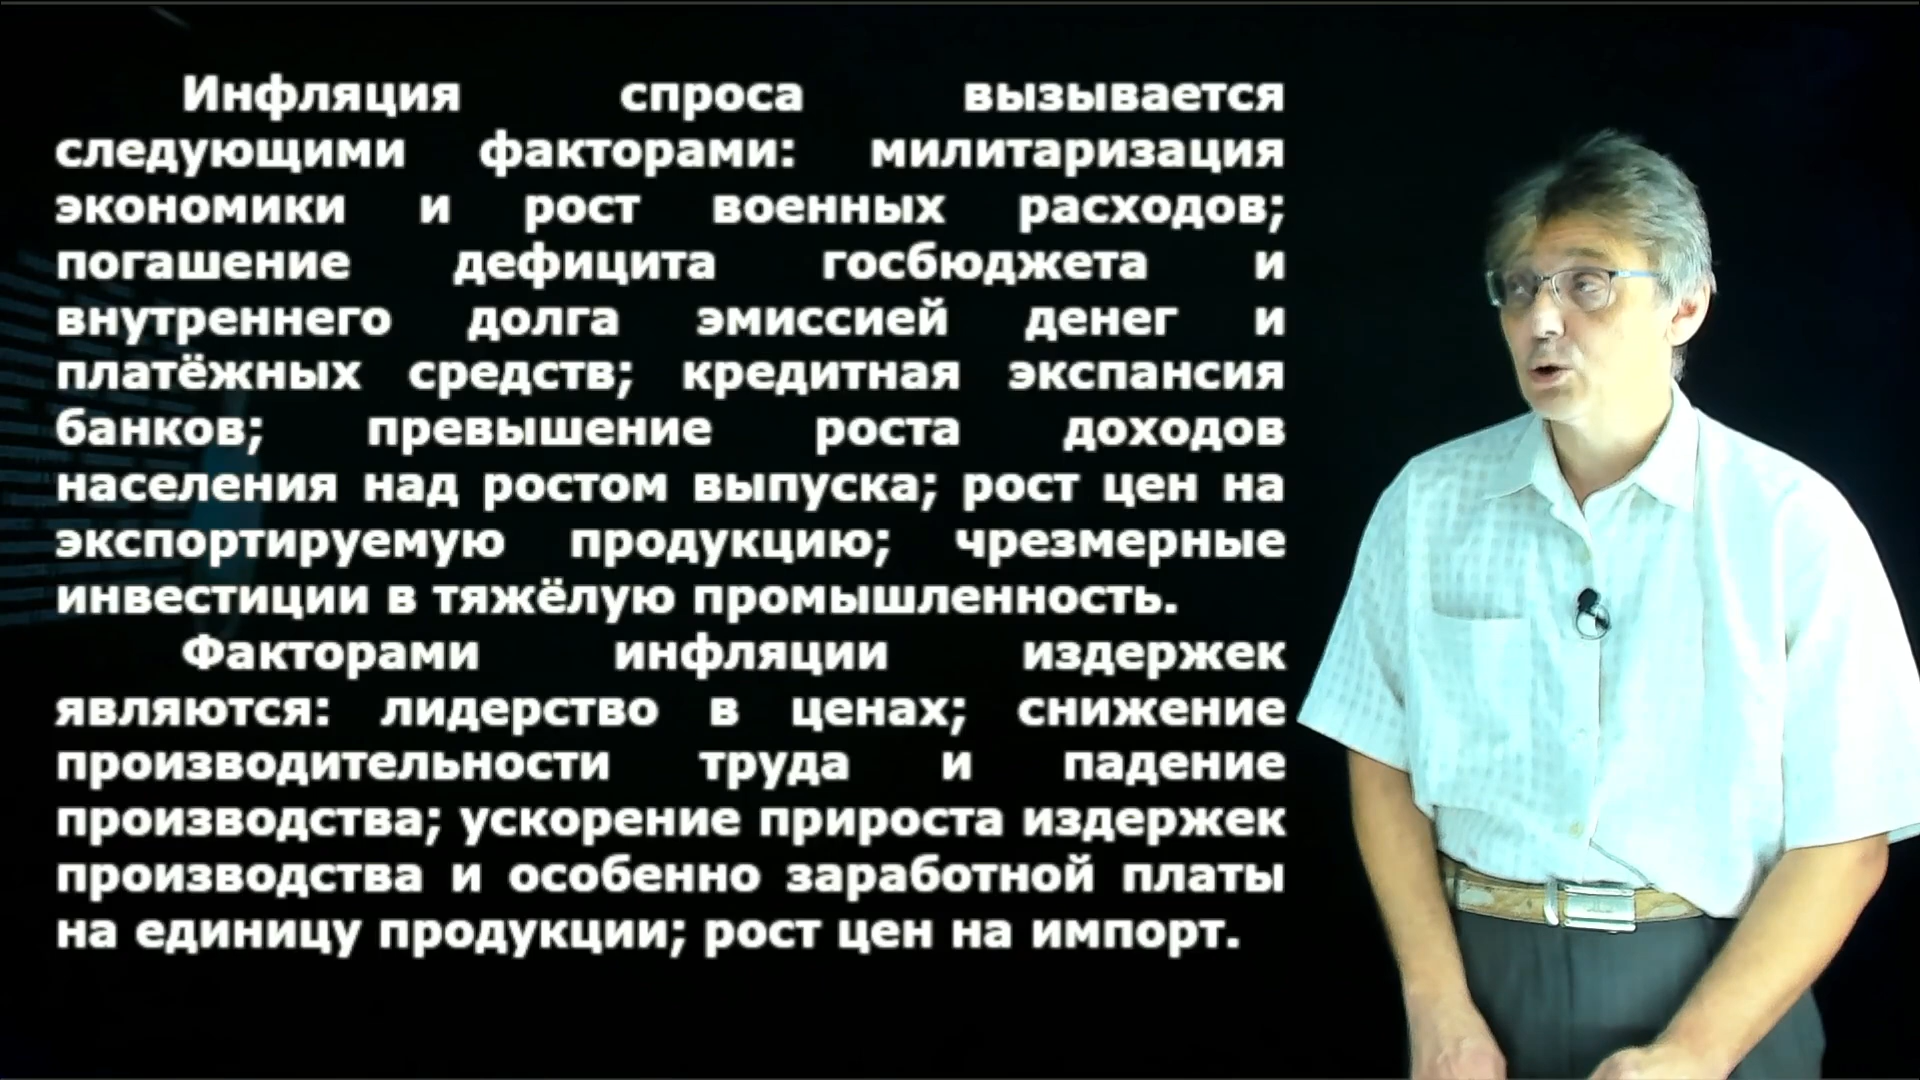 Инфляция спроса вызывается
следующими факторами: милитаризация
экономики и рост военных расходов;
погашение дефицита госбюджета и
внутреннего долга эмиссией денег и
платёжных средств; кредитная экспансия
банков; превышение роста доходов
населения над ростом выпуска; рост цен на
экспортируемую продукцию; чрезмерные
инвестиции в тяжёлую промышленность.
Факторами инфляции издержек
являются: лидерство в ценах; снижение
производительности труда и падение
производства; ускорение прироста издержек
производства и особенно заработной платы
на единицу продукции; рост цен на импорт.